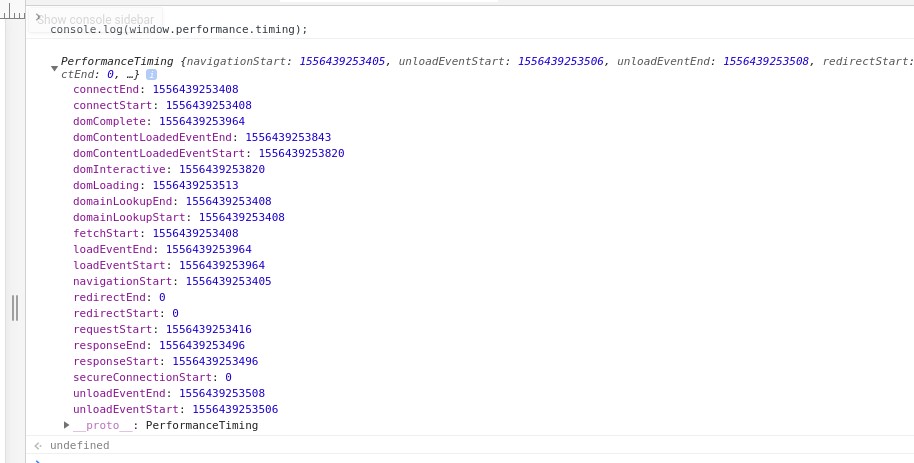 Show console sidebar
console.log(window.performance.timing);
PerformanceTiming {navigationStart: 1556439253405, unloadEventStart: 1556439253506, unloadEventEnd: 1556439253508, redirectStart:
ctEnd: 0, …} i
connectEnd: 1556439253408
connectStart: 1556439253408
domComplete: 1556439253964
domContentLoadedEventEnd: 1556439253843
domContentLoadedEventStart: 1556439253820
domInteractive: 1556439253820
domLoading: 1556439253513
domainLookupEnd: 1556439253408
domainLookupStart: 1556439253408
fetchStart: 1556439253408
loadEventEnd: 1556439253964
loadEventStart: 1556439253964
navigationStart: 1556439253405
redirectEnd: 0
redirectStart: 0
requestStart: 1556439253416
responseEnd: 1556439253496
responseStart: 1556439253496
secureConnectionStart: 0
unloadEventEnd: 1556439253508
unloadEventStart: 1556439253506
__proto__: PerformanceTiming
undefined